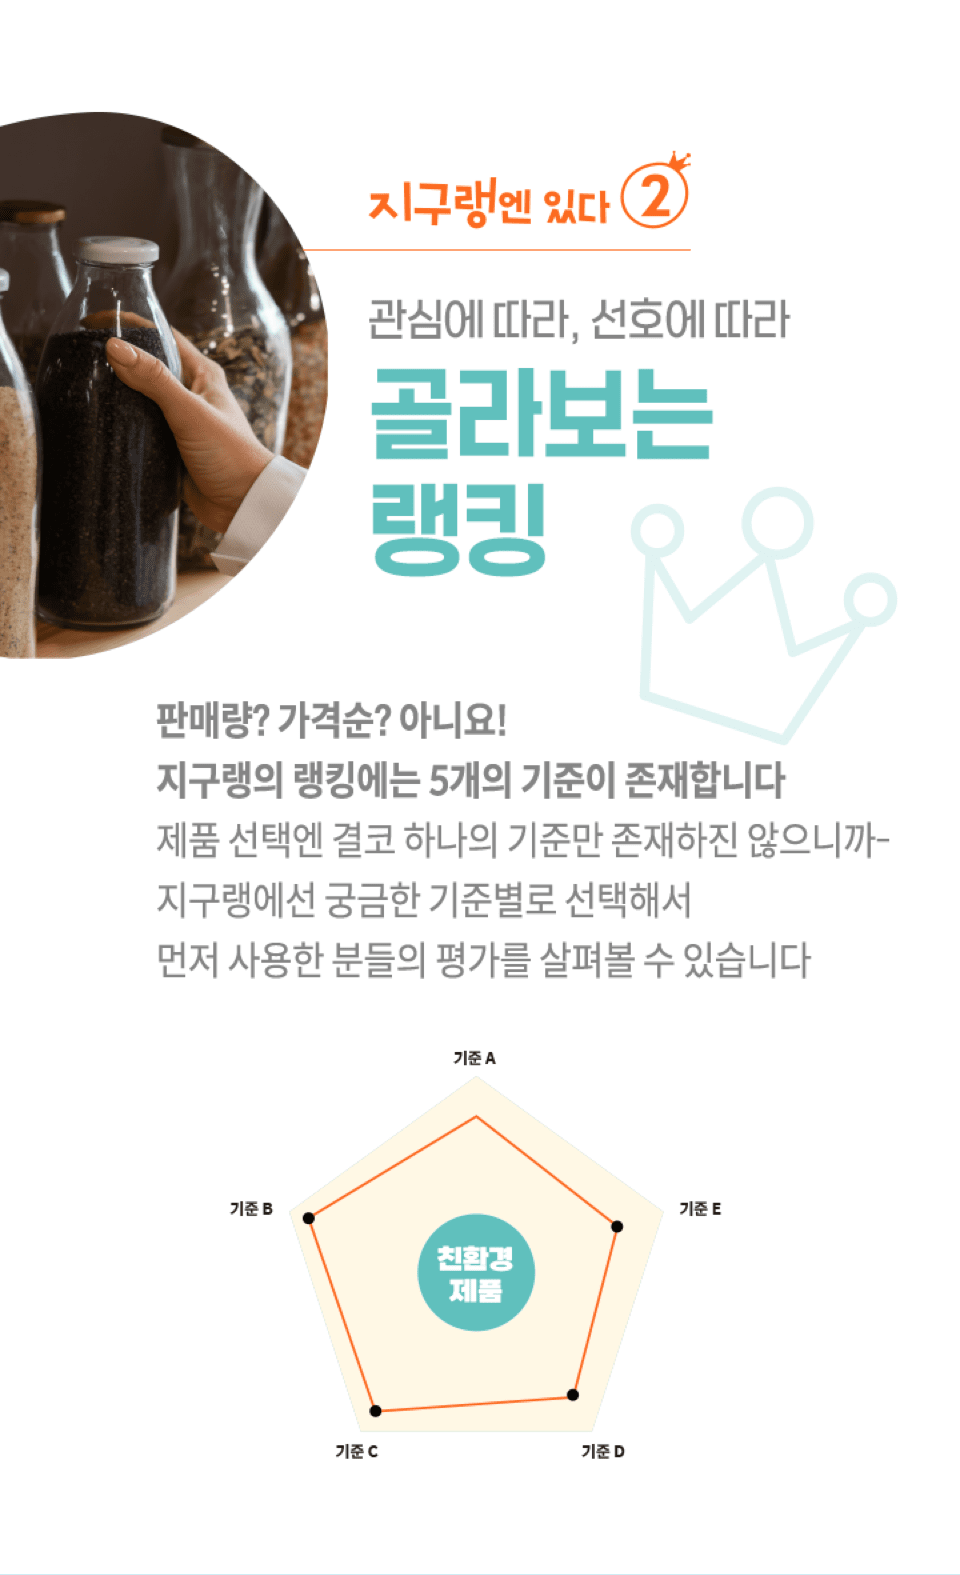 지구랭엔 있다 2
관심에 따라, 선호에 따라
골라보는
랭킹
판매량? 가격순? 아니요!
지구랭의 랭킹에는 5개의 기준이 존재합니다
제품 선택엔 결코 하나의 기준만 존재하진 않으니까-
지구랭에선 궁금한 기준별로 선택해서
먼저 사용한 분들의 평가를 살펴볼 수 있습니다
기준 A
기준 B
기준 E
친환경
제품
기준 C
기준 D